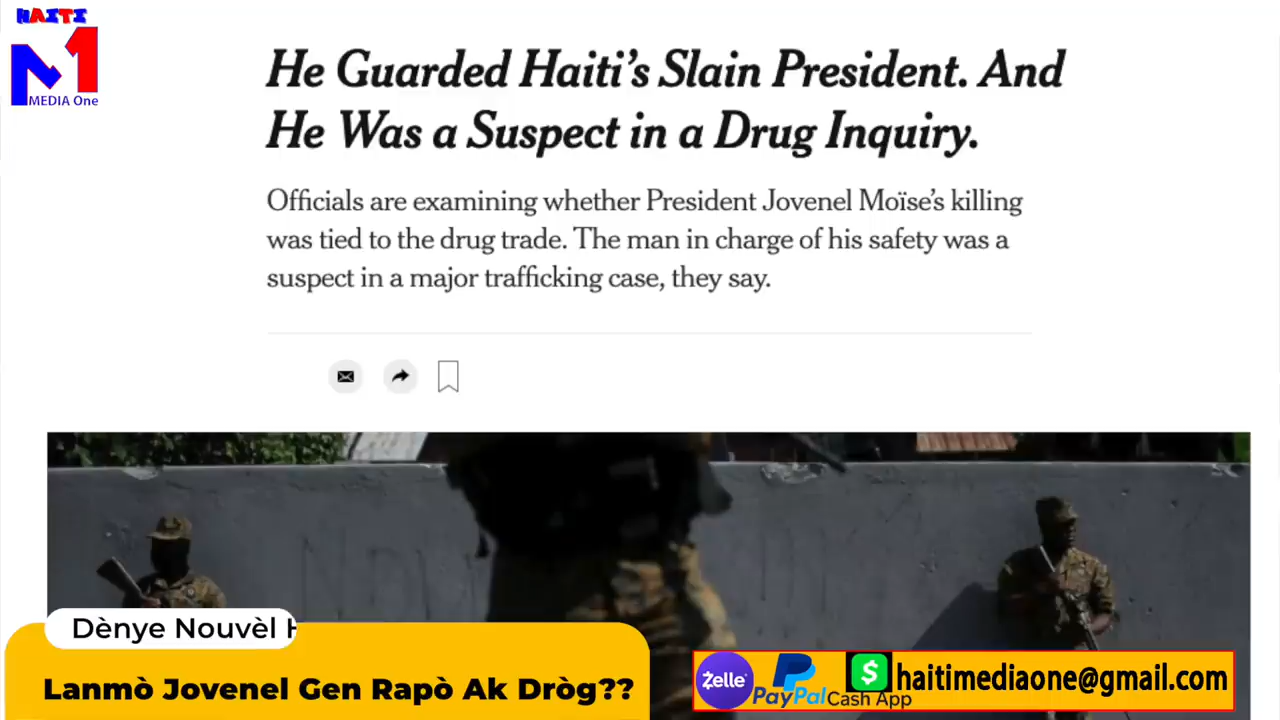 HAITI
M1
MEDIA One
He Guarded Haiti’s Slain President. And
He Was a Suspect in a Drug Inquiry.
Officials are examining whether President Jovenel Moïse’s killing
was tied to the drug trade. The man in charge of his safety was a
suspect in a major trafficking case, they say.
Dènye Nouvèl H
Lanmò Jovenel Gen Rapò Ak Dròg??
Zelle
PayPal
$
Cash App
haitimediaone@gmail.com